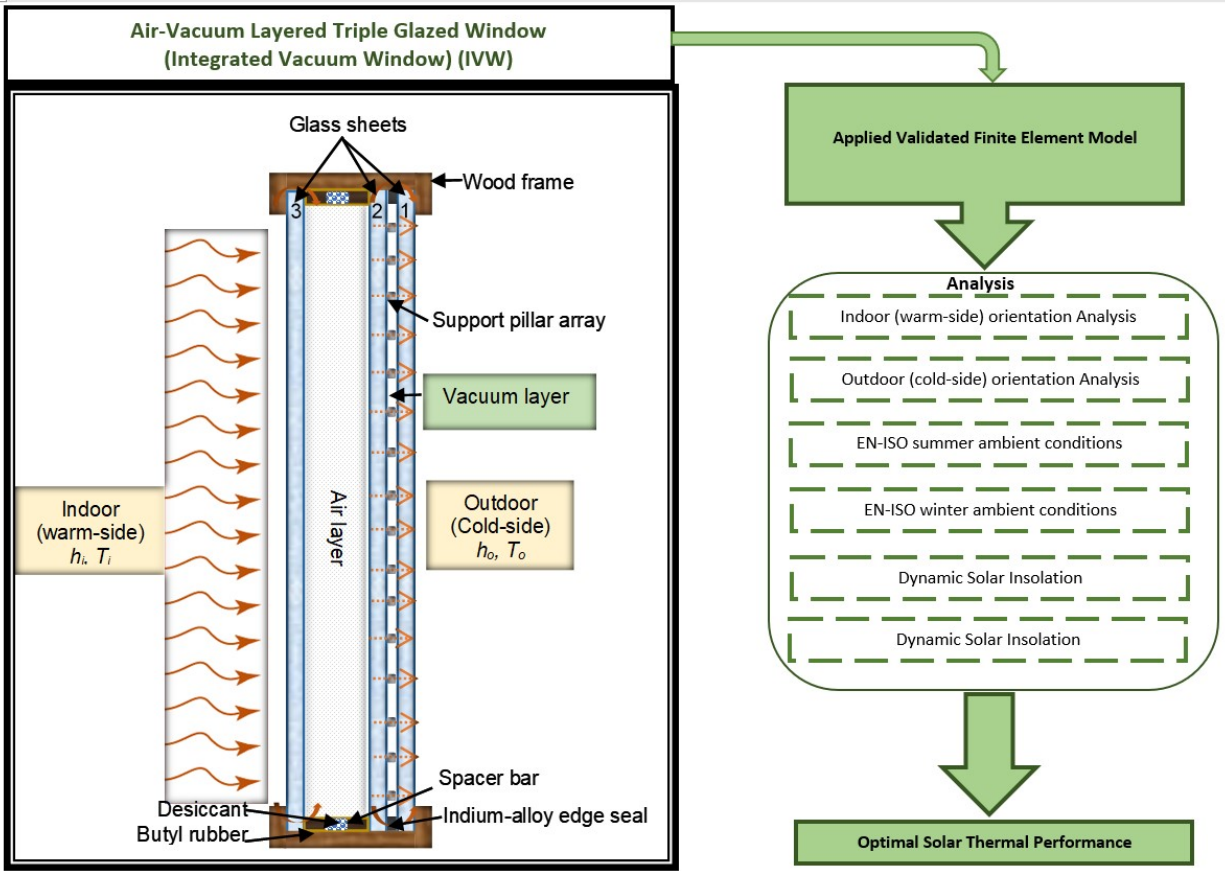 Air-Vacuum Layered Triple Glazed Window
(Integrated Vacuum Window) (IVW)
Glass sheets
Wood frame
3
2
1
Support pillar array
Vacuum layer
Air layer
Indoor
(warm-side)
hi, Ti
Outdoor
(Cold-side)
ho, To
Spacer bar
Desiccant
Indium-alloy edge seal
Butyl rubber
Applied Validated Finite Element Model
Analysis
Indoor (warm-side) orientation Analysis
Outdoor (cold-side) orientation Analysis
EN-ISO summer ambient conditions
EN-ISO winter ambient conditions
Dynamic Solar Insolation
Dynamic Solar Insolation
Optimal Solar Thermal Performance